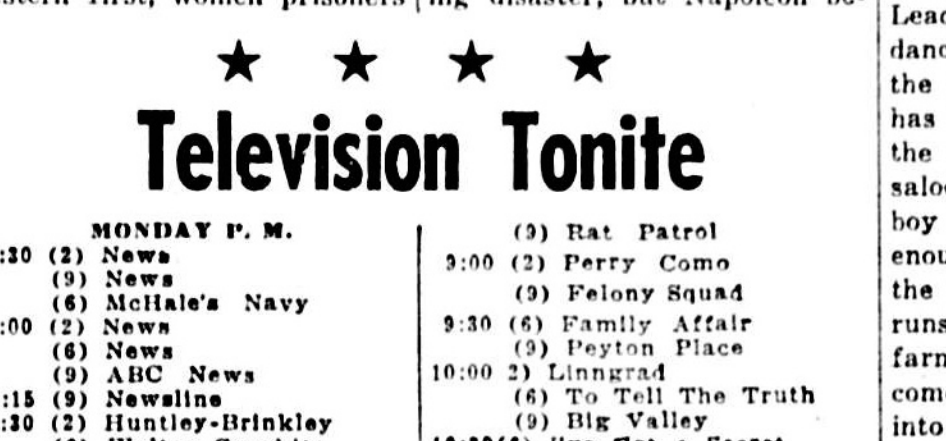 Television Tonite
MONDAY P. M.
:30 (2) News
(9) News
(6) McHale's Navy
:00 (2) News
(6) News
(9) ABC News
:15 (9) Newsline
:30 (2) Huntley-Brinkley
(9) Rat Patrol
9:00 (2) Perry Como
(9) Felony Squad
9:30 (6) Family Affair
(9) Peyton Place
10:00 2) Linngrad
(6) To Tell The Truth
(9) Big Valley
Lead
danc
the
has
the
saloo
boy
enou
the
runs
farn
com
into